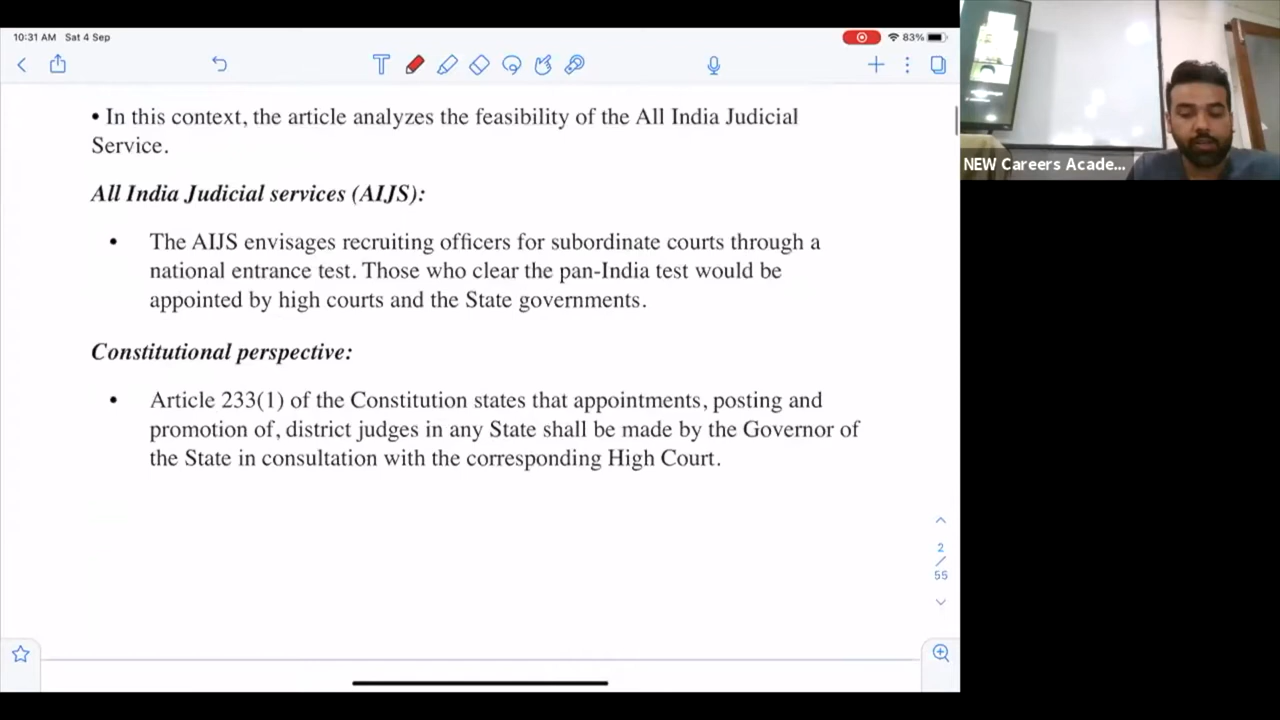 10:31 AM Sat 4 Sep
83%
• In this context, the article analyzes the feasibility of the All India Judicial
Service.
All India Judicial services (AIJS):
• The AIJS envisages recruiting officers for subordinate courts through a
national entrance test. Those who clear the pan-India test would be
appointed by high courts and the State governments.
Constitutional perspective:
• Article 233(1) of the Constitution states that appointments, posting and
promotion of, district judges in any State shall be made by the Governor of
the State in consultation with the corresponding High Court.
2
/
55
NEW Careers Acade...